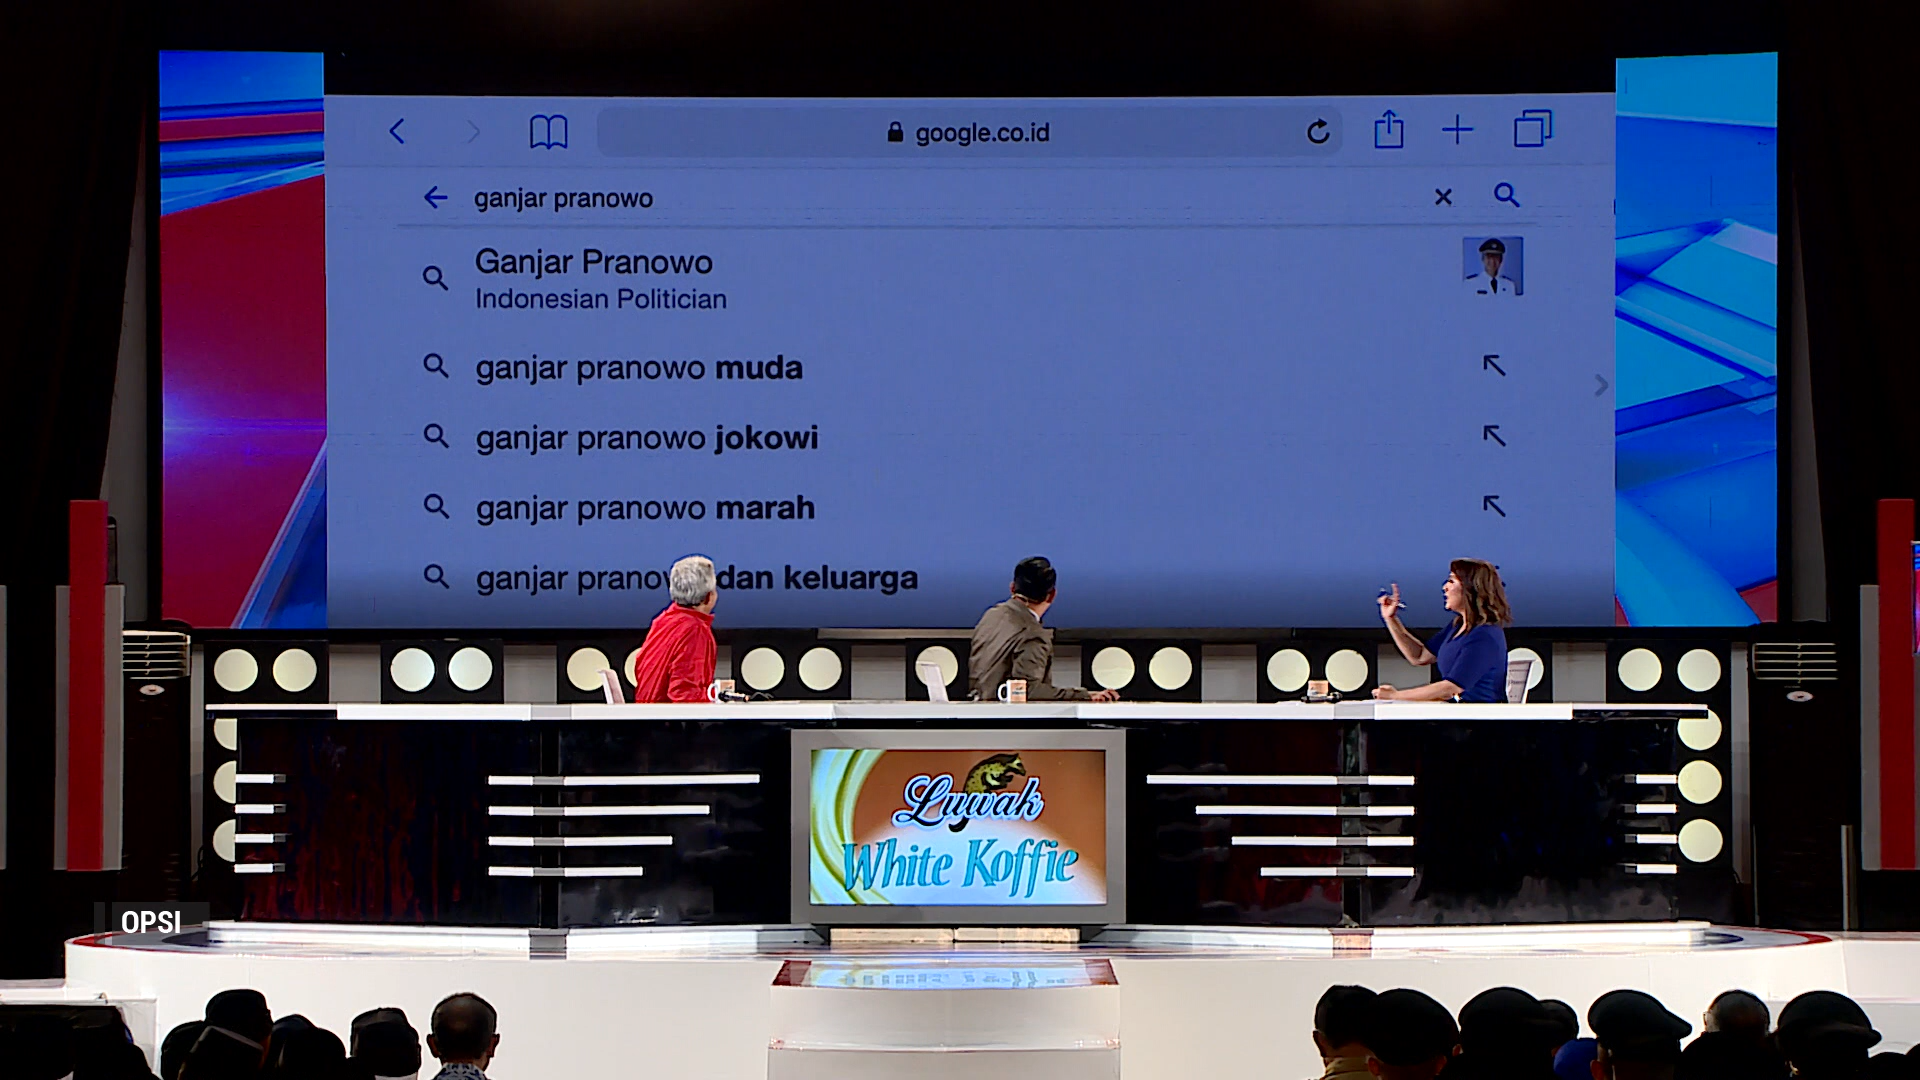 google.co.id
ganjar pranowo
Ganjar Pranowo
Indonesian Politician
ganjar pranowo muda
ganjar pranowo jokowi
ganjar pranowo marah
ganjar pranow dan keluarga
Luwak
White Koffie
OPSI